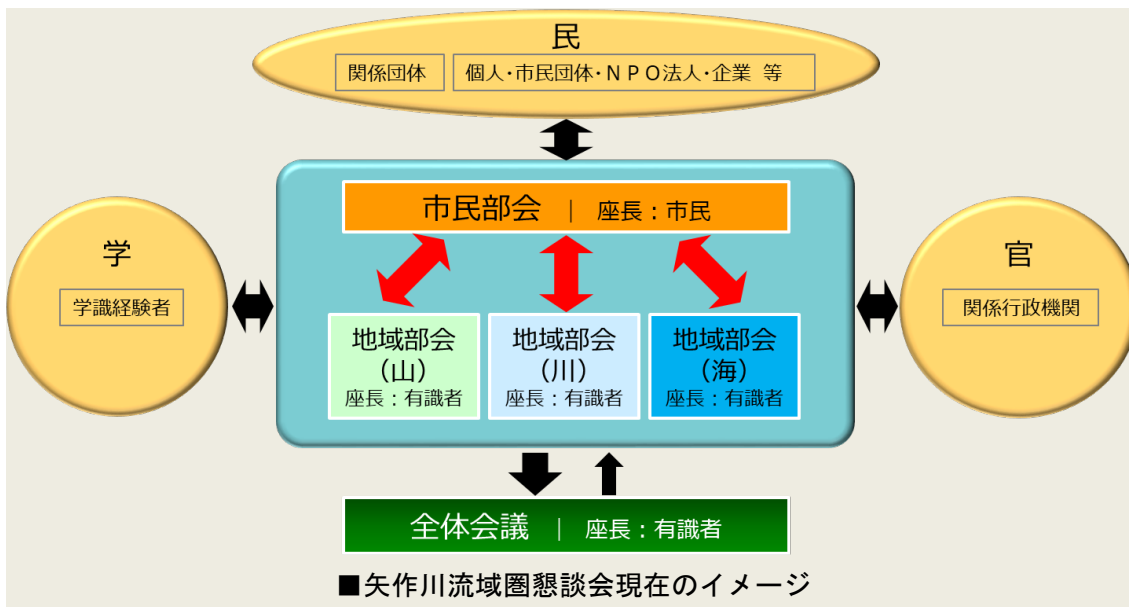 民
関係団体
個人・市民団体・NPO法人・企業 等
市民部会 | 座長：市民
学
学識経験者
官
関係行政機関
地域部会
（山）
座長：有識者
地域部会
（川）
座長：有識者
地域部会
（海）
座長：有識者
全体会議 | 座長：有識者
■矢作川流域圏懇談会現在のイメージ